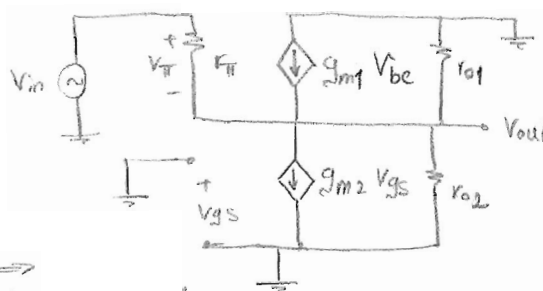 +
Vπ rπ
-
Vin
gm1 Vbe
ro1
Vout
+
Vgs
-
gm2 Vgs
ro2
⇒